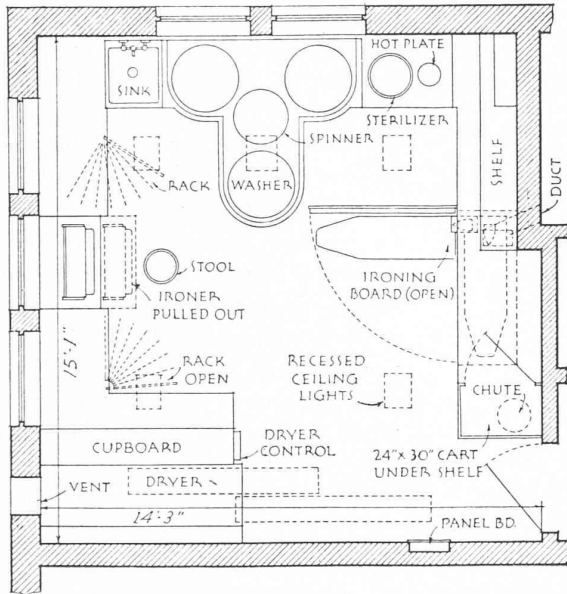 HOT PLATE
SINK
STERILIZER
SPINNER
RACK
WASHER
SHELF
DUCT
STOOL
IRONER
PULLED OUT
IRONING
BOARD (OPEN)
15'-1"
RACK
OPEN
RECESSED
CEILING
LIGHTS
CHUTE
CUPBOARD
DRYER
CONTROL
24" X 30" CART
UNDER SHELF
VENT
DRYER
14'-3"
PANEL BD.